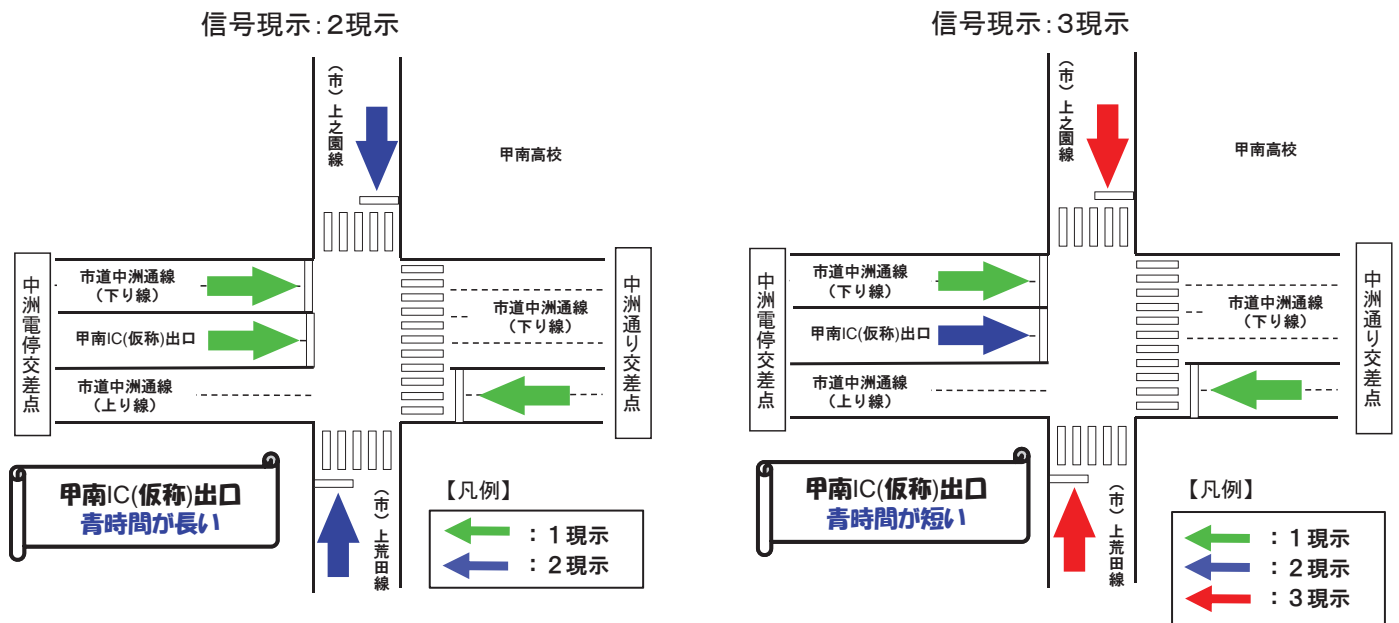 信号現示:2現示
(市)上之園線
甲南高校
中洲電停交差点
市道中洲通線
(下り線)
甲南IC(仮称)出口
市道中洲通線
(上り線)
市道中洲通線
(下り線)
中洲通り交差点
甲南IC(仮称)出口
青時間が長い
(市)上荒田線
【凡例】
:1現示
:2現示
信号現示:3現示
(市)上之園線
甲南高校
中洲電停交差点
市道中洲通線
(下り線)
甲南IC(仮称)出口
市道中洲通線
(上り線)
市道中洲通線
(下り線)
中洲通り交差点
甲南IC(仮称)出口
青時間が短い
(市)上荒田線
【凡例】
:1現示
:2現示
:3現示